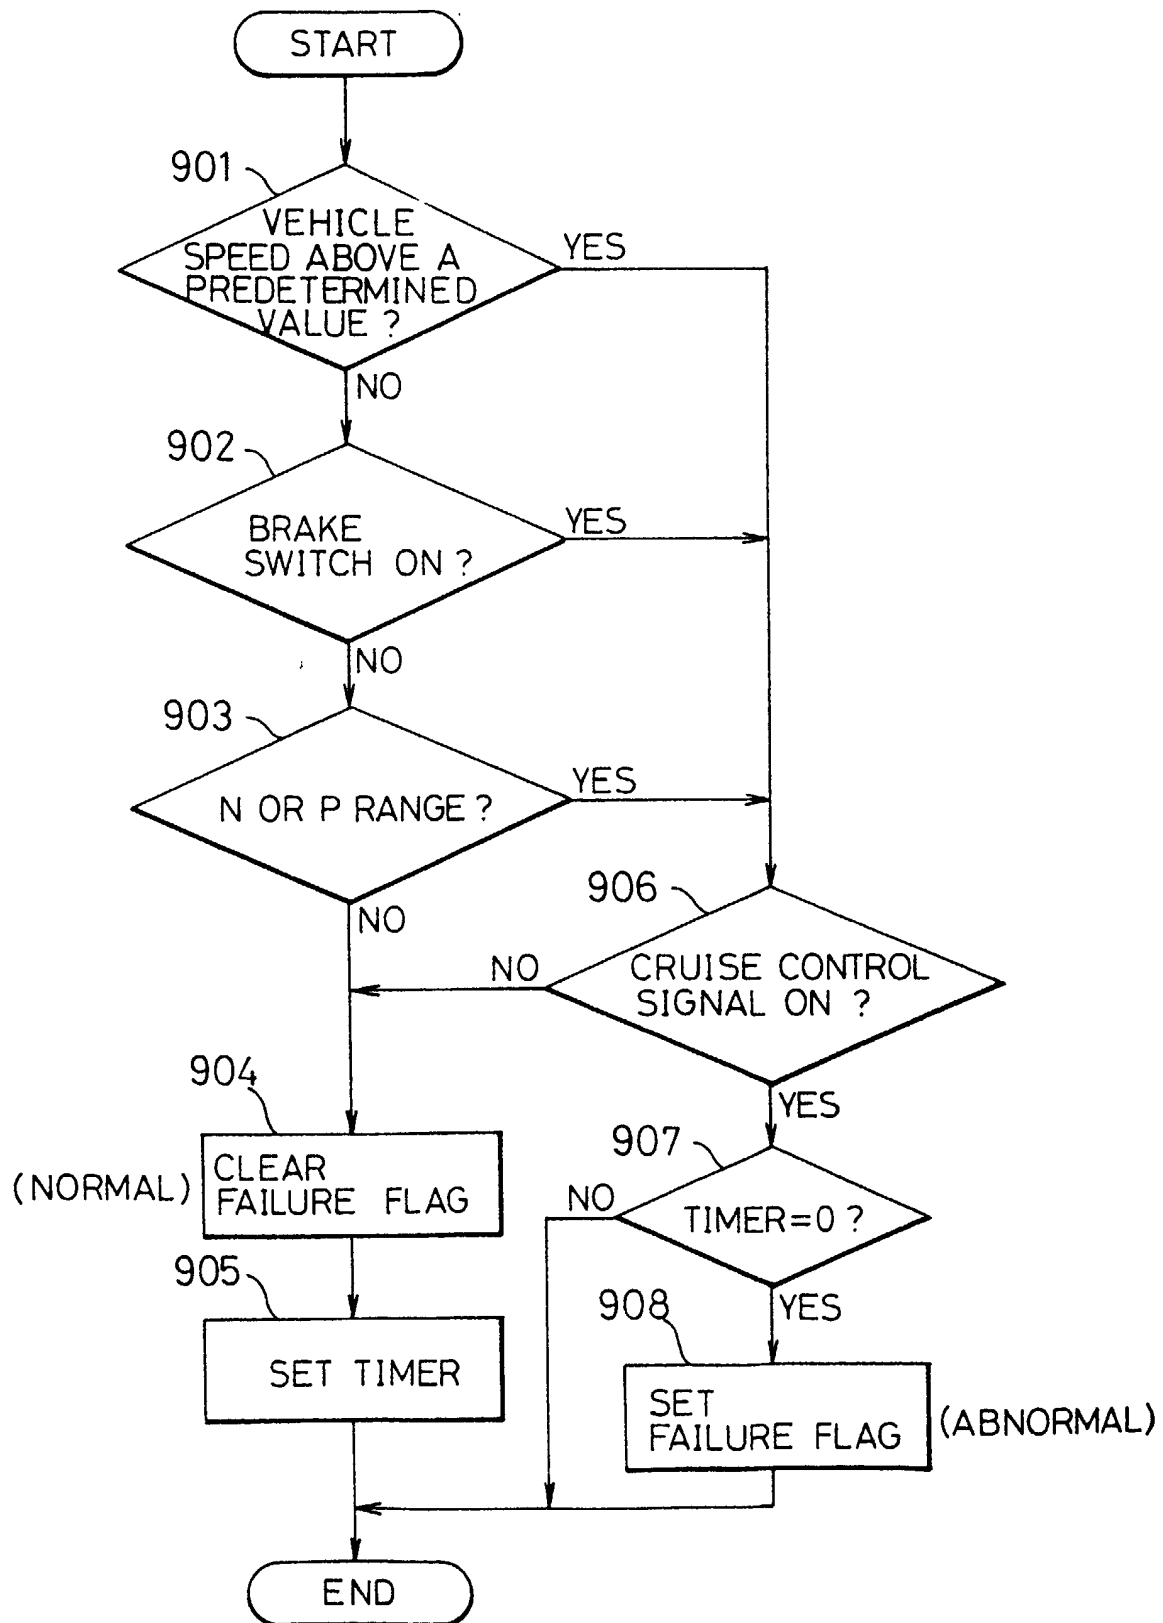 START
901
VEHICLE
SPEED ABOVE A
PREDETERMINED
VALUE ?
YES
NO
902
BRAKE
SWITCH ON ?
YES
NO
903
N OR P RANGE ?
YES
NO
906
CRUISE CONTROL
SIGNAL ON ?
NO
YES
904
(NORMAL)
CLEAR
FAILURE FLAG
907
TIMER=0 ?
NO
YES
905
SET TIMER
908
SET
FAILURE FLAG
(ABNORMAL)
END